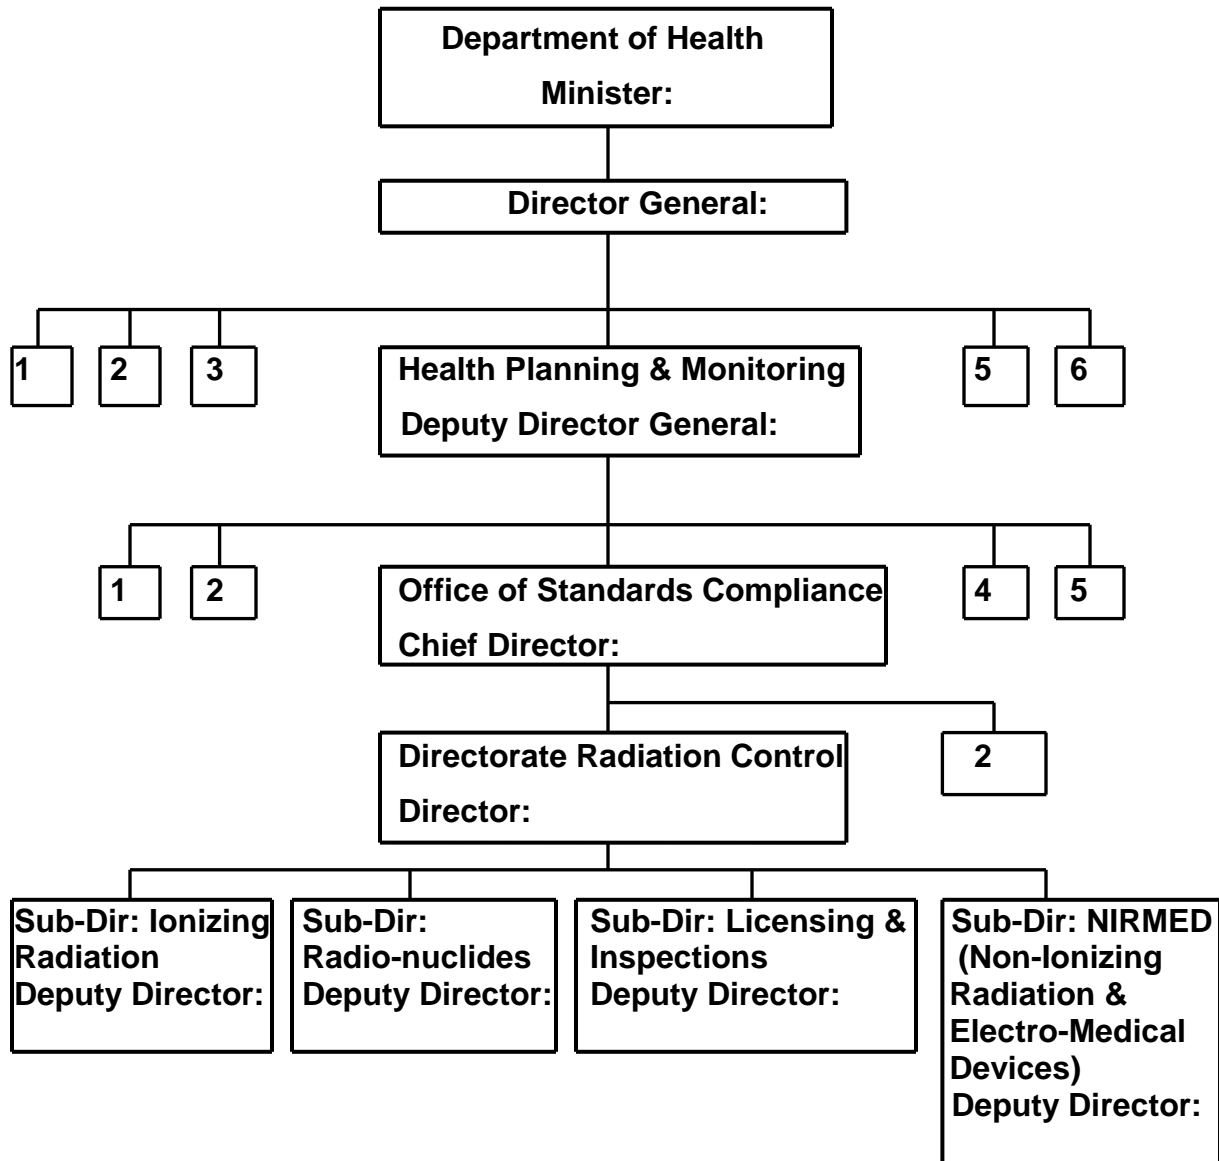 Department of Health
Minister:
Director General:
1
2
3
Health Planning & Monitoring
Deputy Director General:
5
6
1
2
Office of Standards Compliance
Chief Director:
4
5
Directorate Radiation Control
Director:
2
Sub-Dir: Ionizing
Radiation
Deputy Director:
Sub-Dir:
Radio-nuclides
Deputy Director:
Sub-Dir: Licensing &
Inspections
Deputy Director:
Sub-Dir: NIRMED
(Non-Ionizing
Radiation &
Electro-Medical
Devices)
Deputy Director: